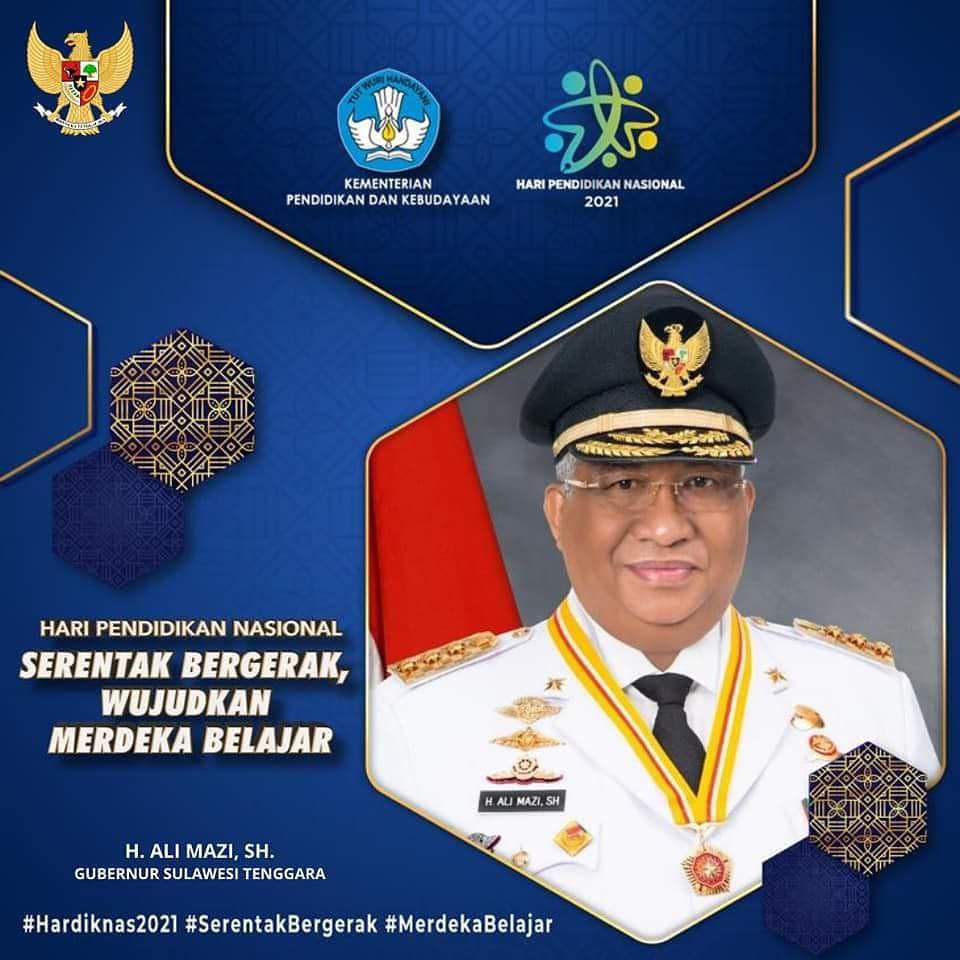 TUT WURI HANDAYANI
KEMENTERIAN
PENDIDIKAN DAN KEBUDAYAAN
HARI PENDIDIKAN NASIONAL
2021
HARI PENDIDIKAN NASIONAL
SERENTAK BERGERAK,
WUJUDKAN
MERDEKA BELAJAR
H. ALI MAZI, SH
H. ALI MAZI, SH.
GUBERNUR SULAWESI TENGGARA
#Hardiknas2021 #SerentakBergerak #MerdekaBelajar